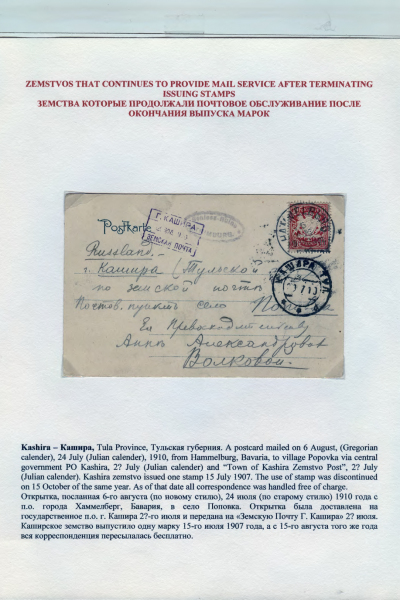 ZEMSTVOS THAT CONTINUES TO PROVIDE MAIL SERVICE AFTER TERMINATING
ISSUING STAMPS
ЗЕМСТВА КОТОРЫЕ ПРОДОЛЖАЛИ ПОЧТОВОЕ ОБСЛУЖИВАНИЕ ПОСЛЕ
ОКОНЧАНИЯ ВЫПУСКА МАРОК
Postkarte
Г. КАШИРА
ЗЕМСКАЯ ПОЧТА
КАШИРА ТУЛ
Russland.
г. Кашира (Тульской
по земской почте
село
Ея Превосходительству
Анне Александровне
Волковой.
Kashira – Кашира, Tula Province, Тульская губерния. A postcard mailed on 6 August, (Gregorian
calender), 24 July (Julian calender), 1910, from Hammelburg, Bavaria, to village Popovka via central
government PO Kashira, 2? July (Julian calender) and “Town of Kashira Zemstvo Post”, 2? July
(Julian calender). Kashira zemstvo issued one stamp 15 July 1907. The use of stamp was discontinued
on 15 October of the same year. As of that date all correspondence was handled free of charge.
Открытка, посланная 6-го августа (по новому стилю), 24 июля (по старому стилю) 1910 года с
п.о. города Хаммелберг, Бавария, в село Поповка. Открытка была доставлена на
государственное п.о. г. Кашира 2?-го июля и передана на «Земскую Почту Г. Кашира» 2? июля.
Каширское земство выпустило одну марку 15-го июля 1907 года, а с 15-го августа того же года
вся корреспонденция пересылалась бесплатно.